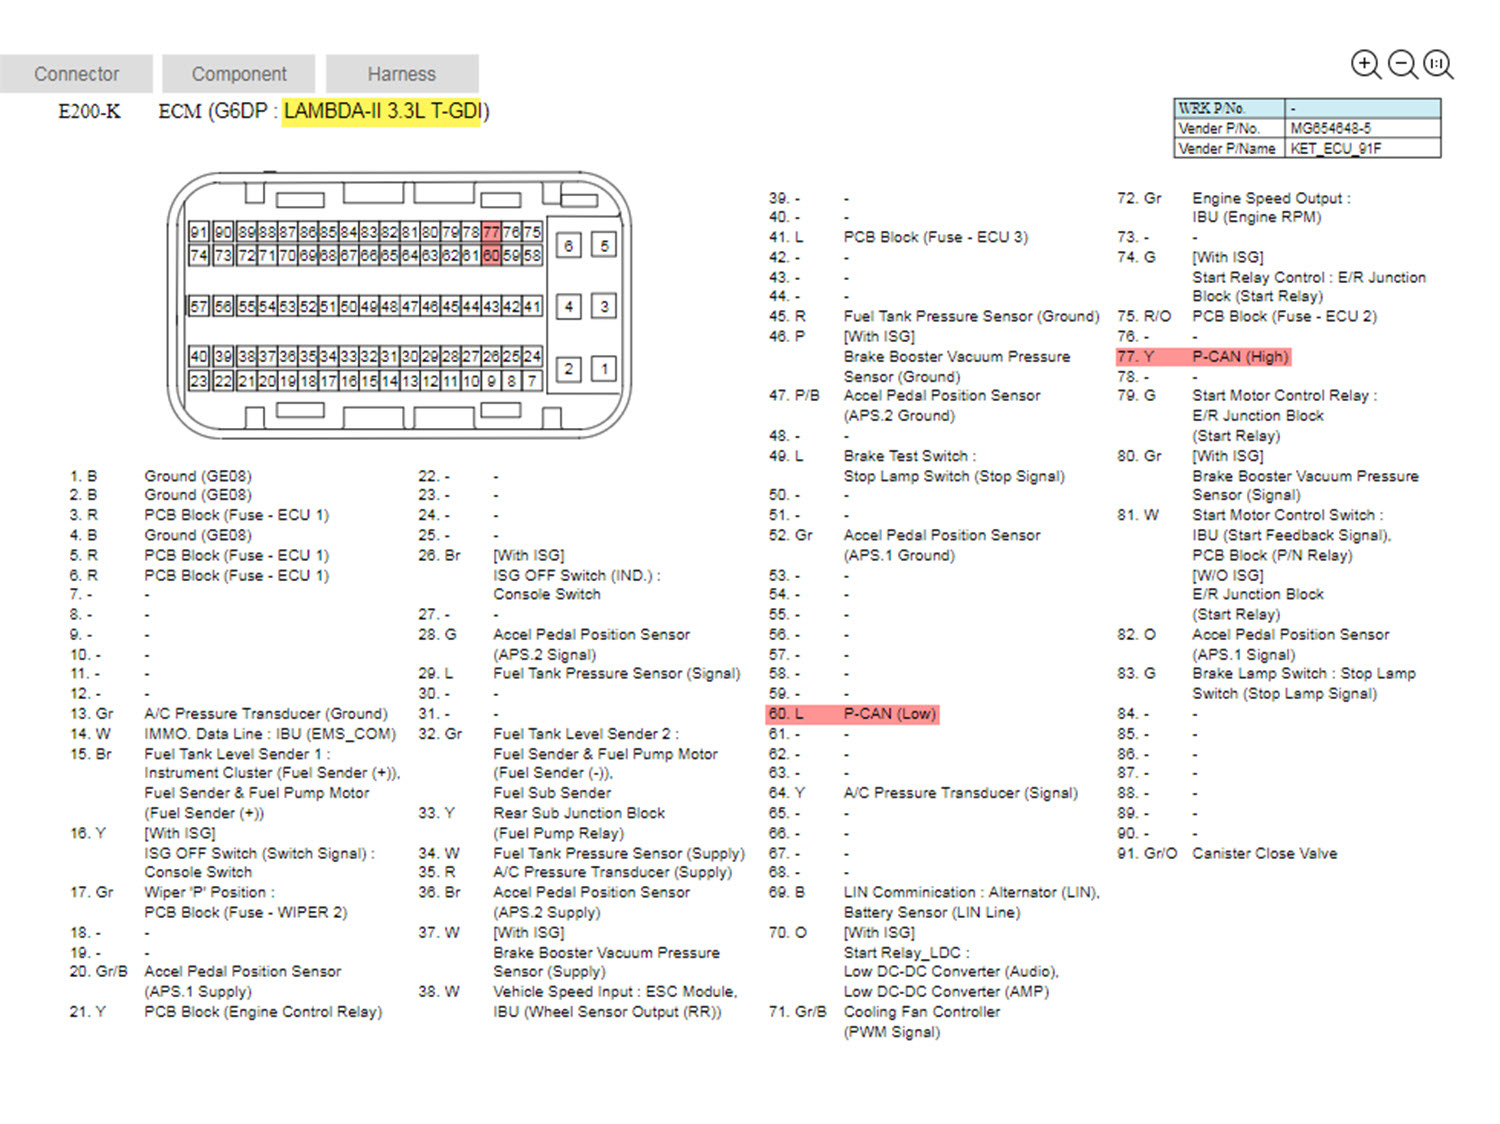 Connector
Component
Harness
E200-K
ECM (G6DP : LAMBDA-II 3.3L T-GDI)
WRK P/No. -
Vender P/No. MG654648-5
Vender P/Name KET_ECU_91F
91 90 89 88 87 86 85 84 83 82 81 80 79 78 77 76 75
74 73 72 71 70 69 68 67 66 65 64 63 62 61 60 59 58
6 5
57 56 55 54 53 52 51 50 49 48 47 46 45 44 43 42 41
4 3
40 39 38 37 36 35 34 33 32 31 30 29 28 27 26 25 24
23 22 21 20 19 18 17 16 15 14 13 12 11 10 9 8 7
2 1
1. B Ground (GE08)
2. B Ground (GE08)
3. R PCB Block (Fuse - ECU 1)
4. B Ground (GE08)
5. R PCB Block (Fuse - ECU 1)
6. R PCB Block (Fuse - ECU 1)
7. - -
8. - -
9. - -
10. - -
11. - -
12. - -
13. Gr A/C Pressure Transducer (Ground)
14. W IMMO. Data Line : IBU (EMS_COM)
15. Br Fuel Tank Level Sender 1 :
Instrument Cluster (Fuel Sender (+)),
Fuel Sender & Fuel Pump Motor
(Fuel Sender (+))
16. Y [With ISG]
ISG OFF Switch (Switch Signal) :
Console Switch
17. Gr Wiper 'P' Position :
PCB Block (Fuse - WIPER 2)
18. - -
19. - -
20. Gr/B Accel Pedal Position Sensor
(APS.1 Supply)
21. Y PCB Block (Engine Control Relay)
22. - -
23. - -
24. - -
25. - -
26. Br [With ISG]
ISG OFF Switch (IND.) :
Console Switch
27. - -
28. G Accel Pedal Position Sensor
(APS.2 Signal)
29. L Fuel Tank Pressure Sensor (Signal)
30. - -
31. - -
32. Gr Fuel Tank Level Sender 2 :
Fuel Sender & Fuel Pump Motor
(Fuel Sender (-)),
Fuel Sub Sender
33. Y Rear Sub Junction Block
(Fuel Pump Relay)
34. W Fuel Tank Pressure Sensor (Supply)
35. R A/C Pressure Transducer (Supply)
36. Br Accel Pedal Position Sensor
(APS.2 Supply)
37. W [With ISG]
Brake Booster Vacuum Pressure
Sensor (Supply)
38. W Vehicle Speed Input : ESC Module,
IBU (Wheel Sensor Output (RR))
39. - -
40. - -
41. L PCB Block (Fuse - ECU 3)
42. - -
43. - -
44. - -
45. R Fuel Tank Pressure Sensor (Ground)
46. P [With ISG]
Brake Booster Vacuum Pressure
Sensor (Ground)
47. P/B Accel Pedal Position Sensor
(APS.2 Ground)
48. - -
49. L Brake Test Switch :
Stop Lamp Switch (Stop Signal)
50. - -
51. - -
52. Gr Accel Pedal Position Sensor
(APS.1 Ground)
53. - -
54. - -
55. - -
56. - -
57. - -
58. - -
59. - -
60. L P-CAN (Low)
61. - -
62. - -
63. - -
64. Y A/C Pressure Transducer (Signal)
65. - -
66. - -
67. - -
68. - -
69. B LIN Comminication : Alternator (LIN),
Battery Sensor (LIN Line)
70. O [With ISG]
Start Relay_LDC :
Low DC-DC Converter (Audio),
Low DC-DC Converter (AMP)
71. Gr/B Cooling Fan Controller
(PWM Signal)
72. Gr Engine Speed Output :
IBU (Engine RPM)
73. - -
74. G [With ISG]
Start Relay Control : E/R Junction
Block (Start Relay)
75. R/O PCB Block (Fuse - ECU 2)
76. - -
77. Y P-CAN (High)
78. - -
79. G Start Motor Control Relay :
E/R Junction Block
(Start Relay)
80. Gr [With ISG]
Brake Booster Vacuum Pressure
Sensor (Signal)
81. W Start Motor Control Switch :
IBU (Start Feedback Signal),
PCB Block (P/N Relay)
[W/O ISG]
E/R Junction Block
(Start Relay)
82. O Accel Pedal Position Sensor
(APS.1 Signal)
83. G Brake Lamp Switch : Stop Lamp
Switch (Stop Lamp Signal)
84. - -
85. - -
86. - -
87. - -
88. - -
89. - -
90. - -
91. Gr/O Canister Close Valve